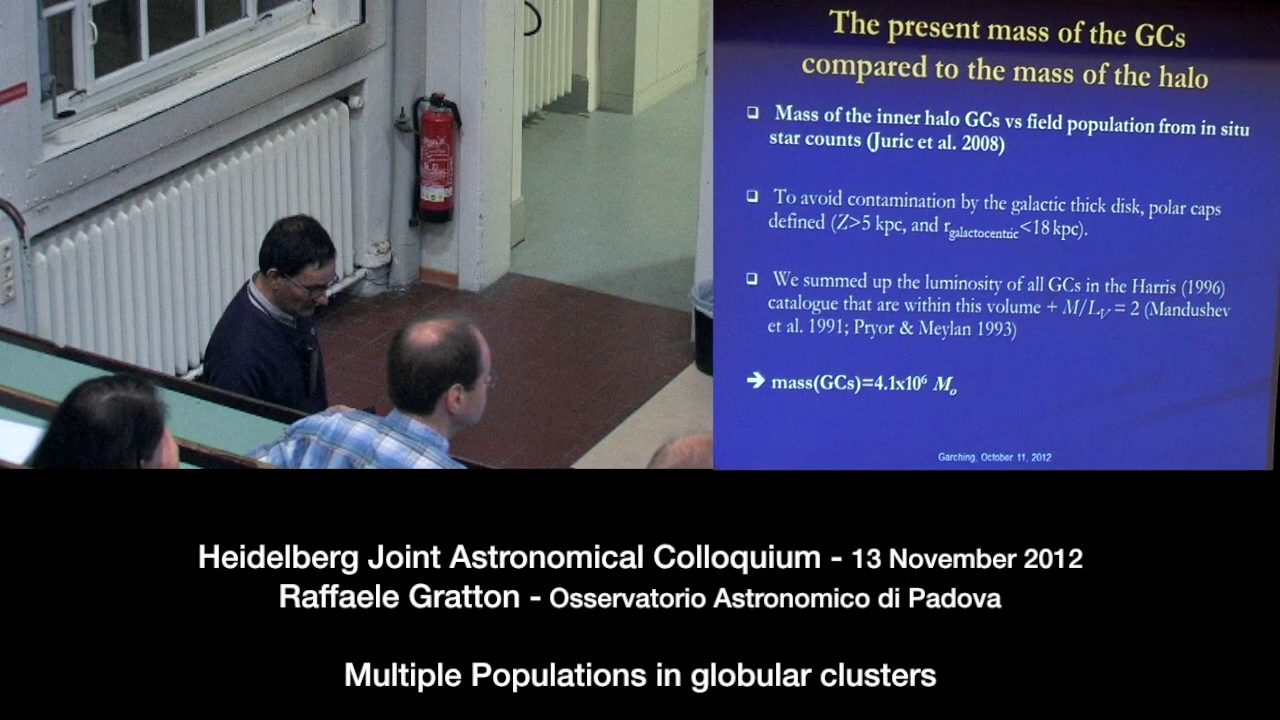 The present mass of the GCs
compared to the mass of the halo
❑ Mass of the inner halo GCs vs field population from in situ
star counts (Juric et al. 2008)
❑ To avoid contamination by the galactic thick disk, polar caps
defined (Z>5 kpc, and r_galactocentric<18 kpc).
❑ We summed up the luminosity of all GCs in the Harris (1996)
catalogue that are within this volume + M/L_V = 2 (Mandushev
et al. 1991; Pryor & Meylan 1993)
➔ mass(GCs)=4.1x10⁶ M_o
Garching, October 11, 2012
Heidelberg Joint Astronomical Colloquium - 13 November 2012
Raffaele Gratton - Osservatorio Astronomico di Padova
Multiple Populations in globular clusters